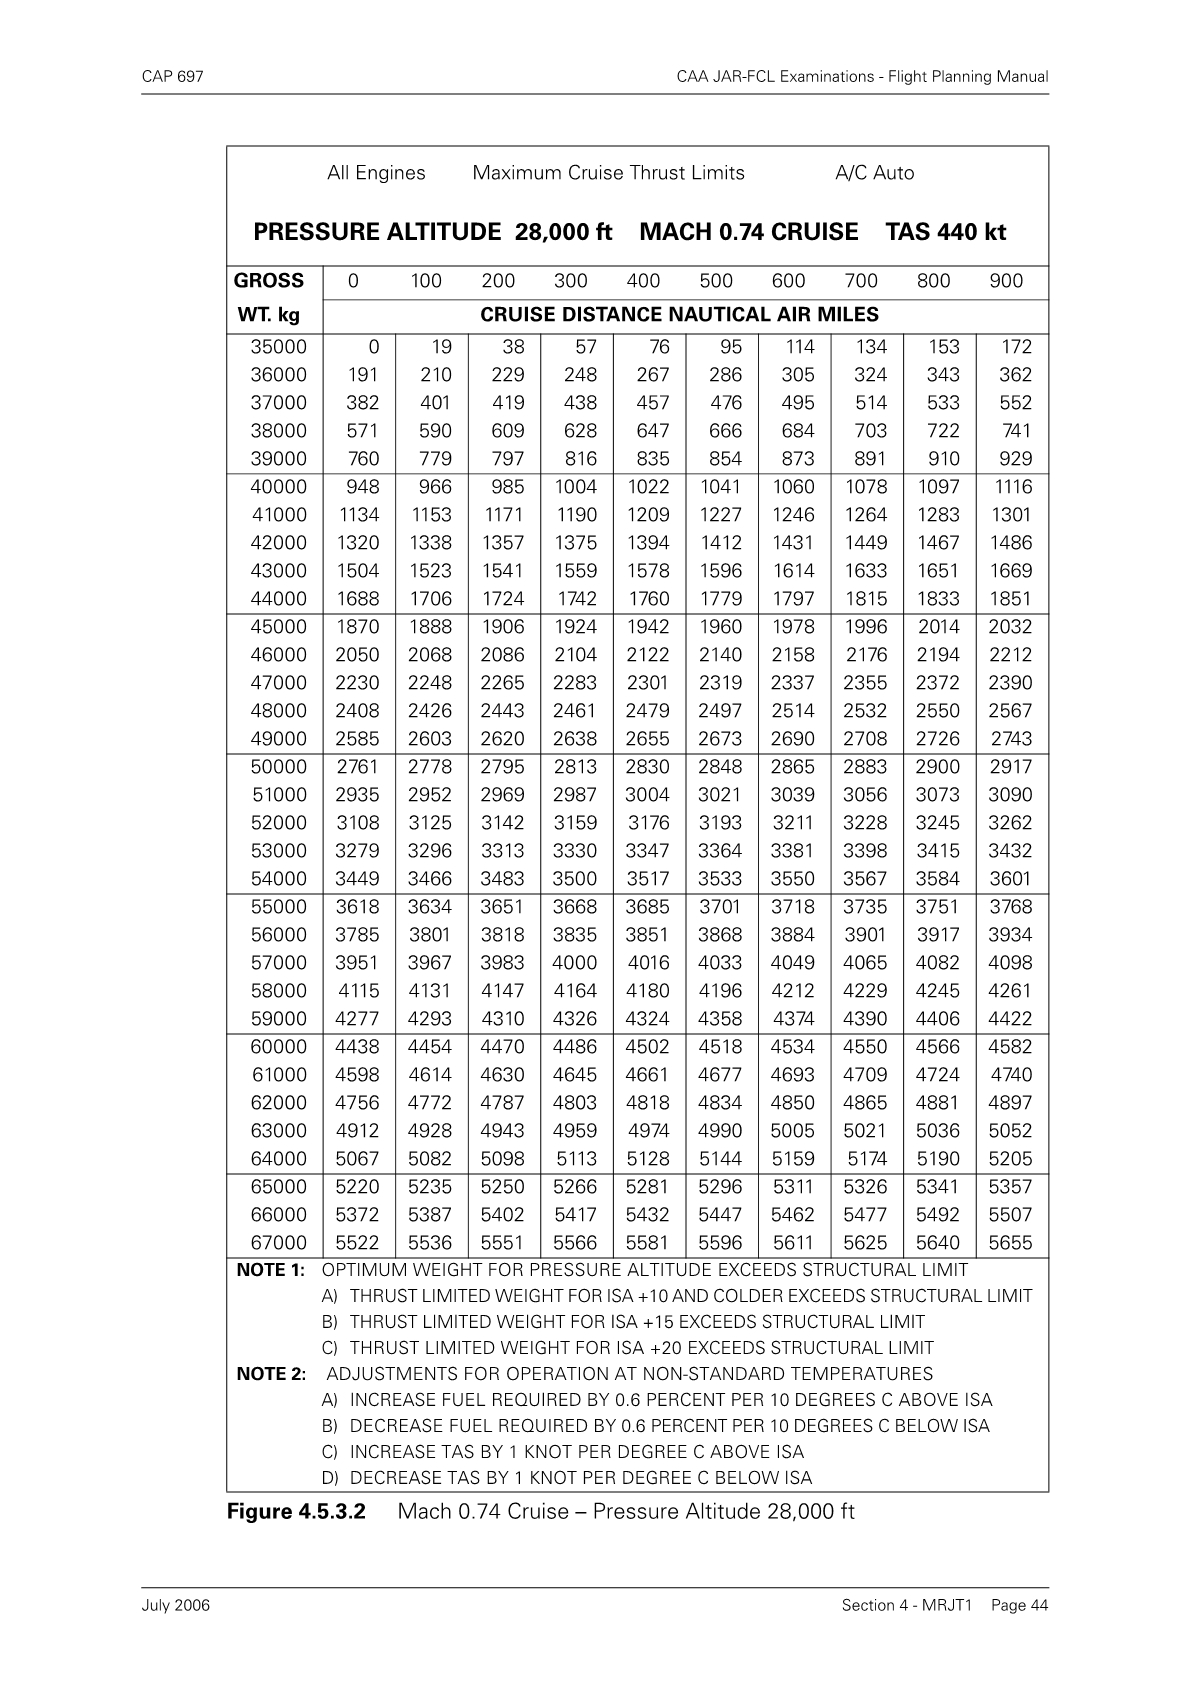 CAP 697 CAA JAR-FCL Examinations - Flight Planning Manual
All Engines Maximum Cruise Thrust Limits A/C Auto
PRESSURE ALTITUDE 28,000 ft MACH 0.74 CRUISE TAS 440 kt
GROSS 0 100 200 300 400 500 600 700 800 900
WT. kg CRUISE DISTANCE NAUTICAL AIR MILES
35000 0 19 38 57 76 95 114 134 153 172
36000 191 210 229 248 267 286 305 324 343 362
37000 382 401 419 438 457 476 495 514 533 552
38000 571 590 609 628 647 666 684 703 722 741
39000 760 779 797 816 835 854 873 891 910 929
40000 948 966 985 1004 1022 1041 1060 1078 1097 1116
41000 1134 1153 1171 1190 1209 1227 1246 1264 1283 1301
42000 1320 1338 1357 1375 1394 1412 1431 1449 1467 1486
43000 1504 1523 1541 1559 1578 1596 1614 1633 1651 1669
44000 1688 1706 1724 1742 1760 1779 1797 1815 1833 1851
45000 1870 1888 1906 1924 1942 1960 1978 1996 2014 2032
46000 2050 2068 2086 2104 2122 2140 2158 2176 2194 2212
47000 2230 2248 2265 2283 2301 2319 2337 2355 2372 2390
48000 2408 2426 2443 2461 2479 2497 2514 2532 2550 2567
49000 2585 2603 2620 2638 2655 2673 2690 2708 2726 2743
50000 2761 2778 2795 2813 2830 2848 2865 2883 2900 2917
51000 2935 2952 2969 2987 3004 3021 3039 3056 3073 3090
52000 3108 3125 3142 3159 3176 3193 3211 3228 3245 3262
53000 3279 3296 3313 3330 3347 3364 3381 3398 3415 3432
54000 3449 3466 3483 3500 3517 3533 3550 3567 3584 3601
55000 3618 3634 3651 3668 3685 3701 3718 3735 3751 3768
56000 3785 3801 3818 3835 3851 3868 3884 3901 3917 3934
57000 3951 3967 3983 4000 4016 4033 4049 4065 4082 4098
58000 4115 4131 4147 4164 4180 4196 4212 4229 4245 4261
59000 4277 4293 4310 4326 4324 4358 4374 4390 4406 4422
60000 4438 4454 4470 4486 4502 4518 4534 4550 4566 4582
61000 4598 4614 4630 4645 4661 4677 4693 4709 4724 4740
62000 4756 4772 4787 4803 4818 4834 4850 4865 4881 4897
63000 4912 4928 4943 4959 4974 4990 5005 5021 5036 5052
64000 5067 5082 5098 5113 5128 5144 5159 5174 5190 5205
65000 5220 5235 5250 5266 5281 5296 5311 5326 5341 5357
66000 5372 5387 5402 5417 5432 5447 5462 5477 5492 5507
67000 5522 5536 5551 5566 5581 5596 5611 5625 5640 5655
NOTE 1: OPTIMUM WEIGHT FOR PRESSURE ALTITUDE EXCEEDS STRUCTURAL LIMIT
A) THRUST LIMITED WEIGHT FOR ISA +10 AND COLDER EXCEEDS STRUCTURAL LIMIT
B) THRUST LIMITED WEIGHT FOR ISA +15 EXCEEDS STRUCTURAL LIMIT
C) THRUST LIMITED WEIGHT FOR ISA +20 EXCEEDS STRUCTURAL LIMIT
NOTE 2: ADJUSTMENTS FOR OPERATION AT NON-STANDARD TEMPERATURES
A) INCREASE FUEL REQUIRED BY 0.6 PERCENT PER 10 DEGREES C ABOVE ISA
B) DECREASE FUEL REQUIRED BY 0.6 PERCENT PER 10 DEGREES C BELOW ISA
C) INCREASE TAS BY 1 KNOT PER DEGREE C ABOVE ISA
D) DECREASE TAS BY 1 KNOT PER DEGREE C BELOW ISA
Figure 4.5.3.2 Mach 0.74 Cruise – Pressure Altitude 28,000 ft
July 2006 Section 4 - MRJT1 Page 44